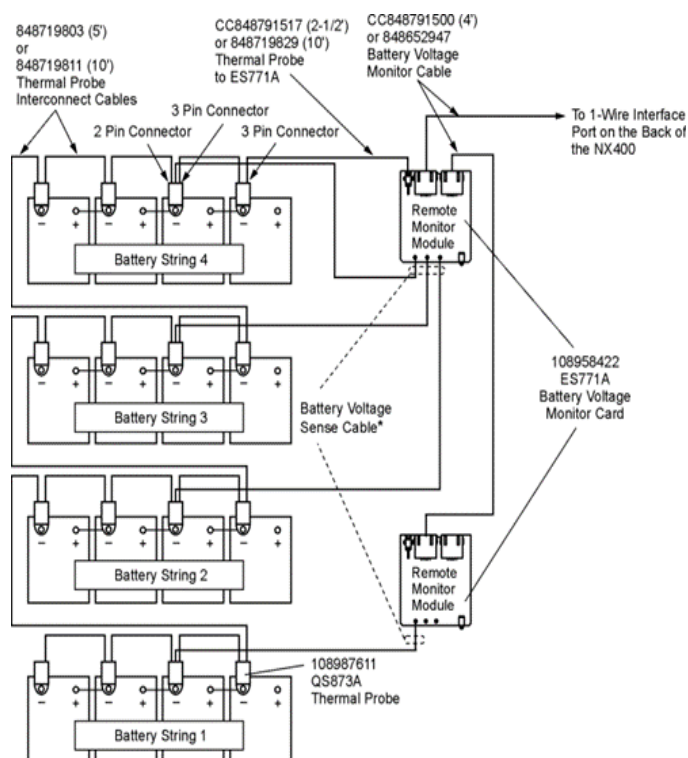 848719803 (5')
or
848719811 (10')
Thermal Probe
Interconnect Cables
CC848791517 (2-1/2')
or 848719829 (10')
Thermal Probe
to ES771A
CC848791500 (4')
or 848652947
Battery Voltage
Monitor Cable
3 Pin Connector
2 Pin Connector
3 Pin Connector
To 1-Wire Interface
Port on the Back of
the NX400
Remote
Monitor
Module
- + - + - + - +
Battery String 4
- + - + - + - +
Battery String 3
Battery Voltage
Sense Cable*
108958422
ES771A
Battery Voltage
Monitor Card
- + - + - + - +
Battery String 2
Remote
Monitor
Module
108987611
QS873A
Thermal Probe
- + - + - + - +
Battery String 1